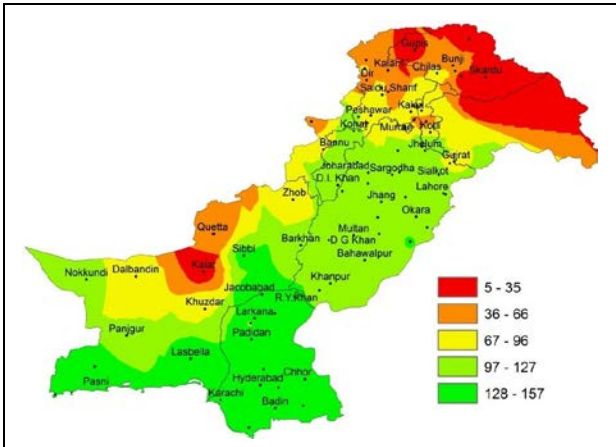 Gupis
Kalam
Bunji
Chilas
Skardu
Dir
Saidu Sharif
Peshawar
Kakul
Kohat
Murree
Kotli
Bannu
Jhelum
Gujrat
Joharabad
Sargodha
Sialkot
D.I. Khan
Lahore
Zhob
Jhang
Okara
Quetta
Multan
Sibbi
Barkhan
D G Khan
Kalat
Bahawalpur
Nokkundi
Dalbandin
Khanpur
Jacobabad
R.Y.Khan
Khuzdar
Larkana
Panjgur
Padidan
Lasbella
Pasni
Hyderabad
Chhor
Karachi
Badin
5 - 35
36 - 66
67 - 96
97 - 127
128 - 157